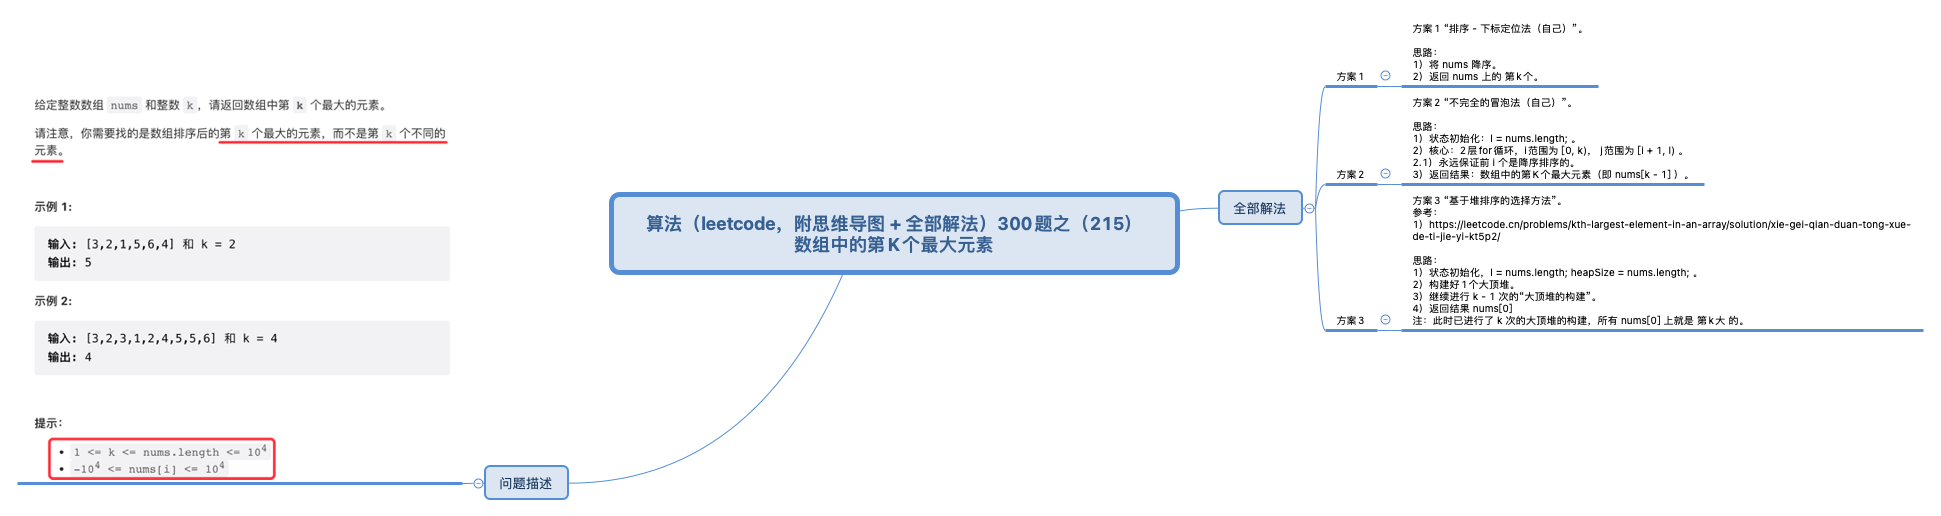 给定整数数组 nums 和整数 k，请返回数组中第 k 个最大的元素。
请注意，你需要找的是数组排序后的第 k 个最大的元素，而不是第 k 个不同的
元素。
示例 1:
输入: [3,2,1,5,6,4] 和 k = 2
输出: 5
示例 2:
输入: [3,2,3,1,2,4,5,5,6] 和 k = 4
输出: 4
提示：
• 1 <= k <= nums.length <= 10⁴
• -10⁴ <= nums[i] <= 10⁴
问题描述
算法（leetcode，附思维导图 + 全部解法）300题之（215）
数组中的第K个最大元素
全部解法
方案1
方案1 “排序 - 下标定位法（自己）”。
思路：
1）将 nums 降序。
2）返回 nums 上的 第k个。
方案2
方案2 “不完全的冒泡法（自己）”。
思路：
1）状态初始化：l = nums.length; 。
2）核心：2层for循环，i范围为 [0, k)， j范围为 [i + 1, l) 。
2.1）永远保证前 i 个是降序排序的。
3）返回结果：数组中的第K个最大元素（即 nums[k - 1] ）。
方案3
方案3 “基于堆排序的选择方法”。
参考：
1）https://leetcode.cn/problems/kth-largest-element-in-an-array/solution/xie-gei-qian-duan-tong-xue-
de-ti-jie-yi-kt5p2/
思路：
1）状态初始化，l = nums.length; heapSize = nums.length; 。
2）构建好1个大顶堆。
3）继续进行 k - 1 次的“大顶堆的构建”。
4）返回结果 nums[0]
注：此时已进行了 k 次的大顶堆的构建，所有 nums[0] 上就是 第k大 的。